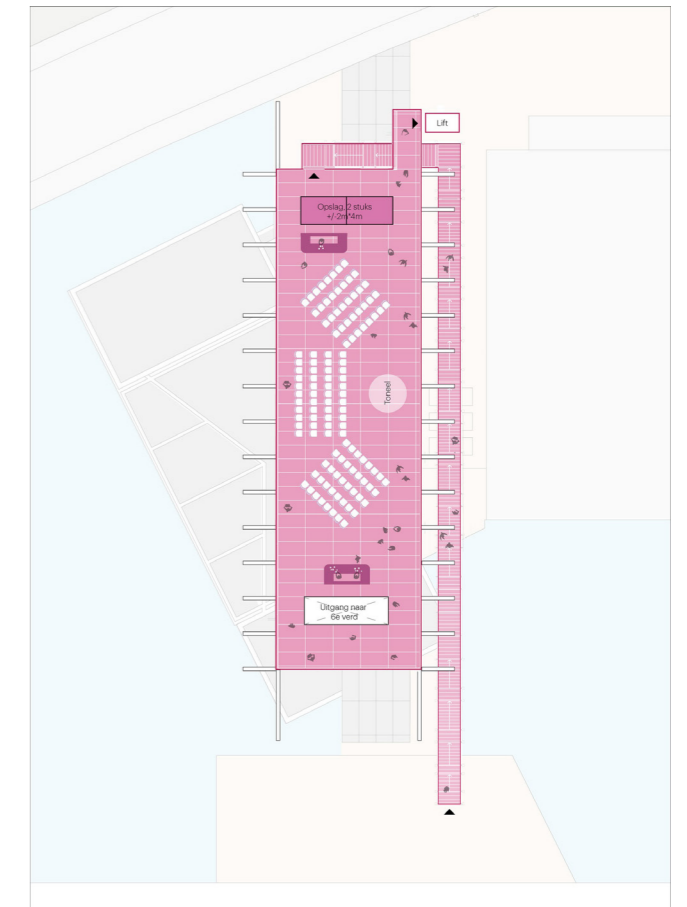 Lift
Opslag, 2 stuks
+/-2m*4m
Toneel
Uitgang naar
6e verd